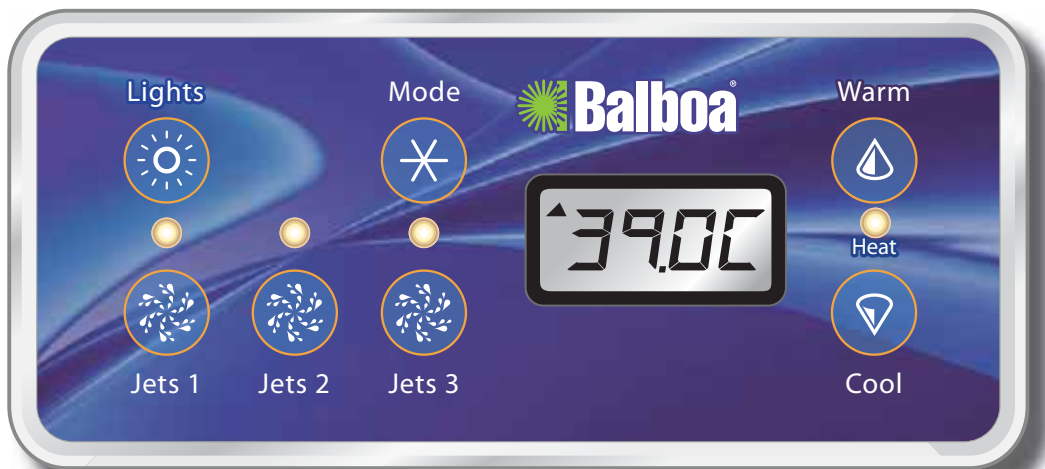 Lights
Mode
Balboa®
Warm
39.0C
Heat
Jets 1
Jets 2
Jets 3
Cool